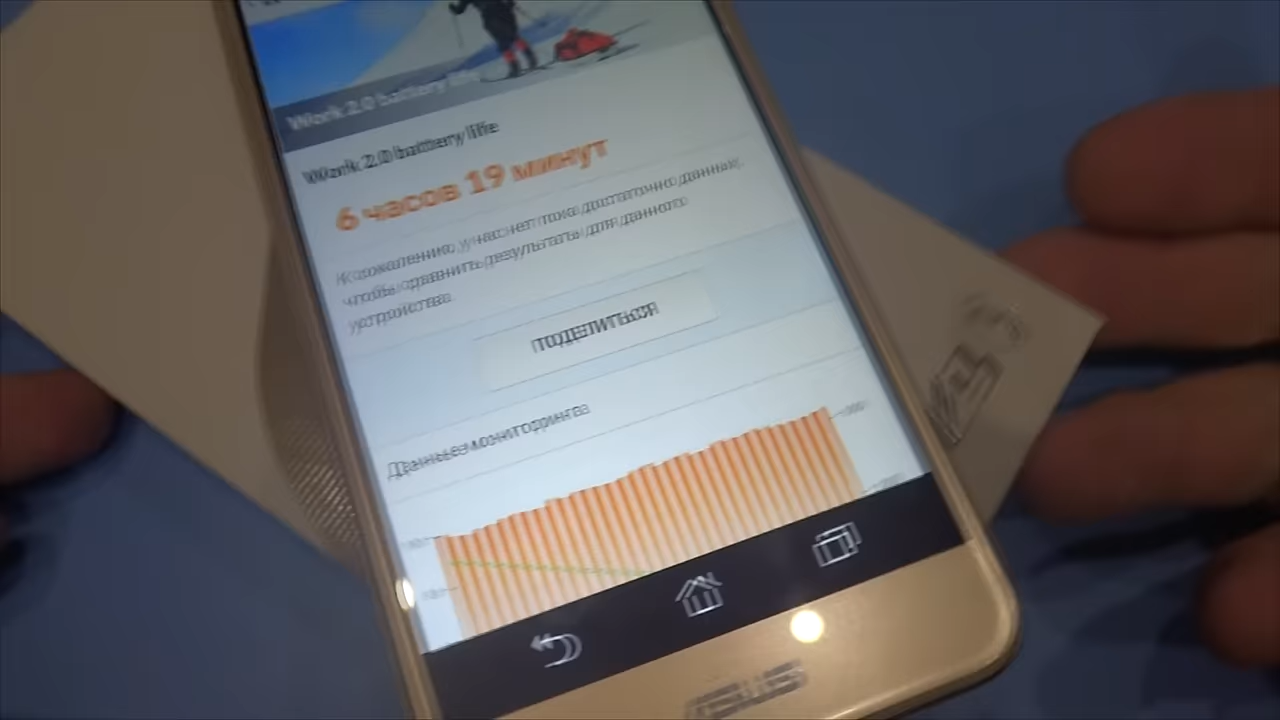 Work 2.0 battery life
Work 2.0 battery life
6 часов 19 минут
К сожалению, у нас нет пока достаточно данных,
чтобы сравнить результаты для данного
устройства.
ПОДЕЛИТЬСЯ
Данные мониторинга
ASUS